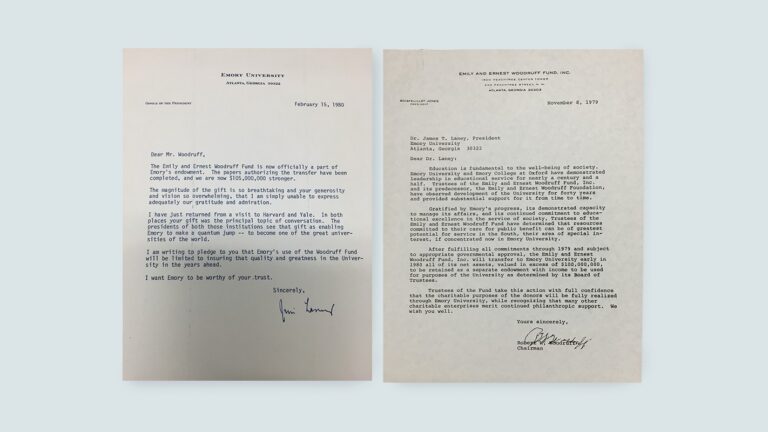 EMORY UNIVERSITY
ATLANTA, GEORGIA 30322
OFFICE OF THE PRESIDENT
February 15, 1980
Dear Mr. Woodruff,
The Emily and Ernest Woodruff Fund is now officially a part of
Emory's endowment. The papers authorizing the transfer have been
completed, and we are now $105,000,000 stronger.
The magnitude of the gift is so breathtaking and your generosity
and vision so overwhelming, that I am simply unable to express
adequately our gratitude and admiration.
I have just returned from a visit to Harvard and Yale. In both
places your gift was the principal topic of conversation. The
presidents of both those institutions see that gift as enabling
Emory to make a quantum jump -- to become one of the great univer-
sities of the world.
I am writing to pledge to you that Emory's use of the Woodruff Fund
will be limited to insuring that quality and greatness in the Univer-
sity in the years ahead.
I want Emory to be worthy of your trust.
Sincerely,
Jim Laney
EMILY AND ERNEST WOODRUFF FUND, INC.
PEACHTREE CENTER TOWER
230 PEACHTREE STREET, N. W.
ATLANTA, GEORGIA 30303
BOISFEUILLET JONES
PRESIDENT
November 8, 1979
Dr. James T. Laney, President
Emory University
Atlanta, Georgia 30322
Dear Dr. Laney:
Education is fundamental to the well-being of society.
Emory University and Emory College at Oxford have demonstrated
leadership in educational service for nearly a century and a
half. Trustees of the Emily and Ernest Woodruff Fund, Inc.
and its predecessor, the Emily and Ernest Woodruff Foundation,
have observed development of the University for forty years
and provided substantial support for it from time to time.
Gratified by Emory's progress, its demonstrated capacity
to manage its affairs, and its continued commitment to educa-
tional excellence in the service of society, Trustees of the
Emily and Ernest Woodruff Fund have determined that resources
committed to their care for public benefit can be of greatest
potential for service in the South, their area of special in-
terest, if concentrated now in Emory University.
After fulfilling all commitments through 1979 and subject
to appropriate governmental approval, the Emily and Ernest
Woodruff Fund, Inc. will transfer to Emory University early in
1980 all of its net assets, valued in excess of $100,000,000,
to be retained as a separate endowment with income to be used
for purposes of the University as determined by its Board of
Trustees.
Trustees of the Fund take this action with full confidence
that the charitable purposes of the donors will be fully realized
through Emory University, while recognizing that many other
charitable enterprises merit continued philanthropic support. We
wish you well.
Yours sincerely,
Robert W. Woodruff
Chairman